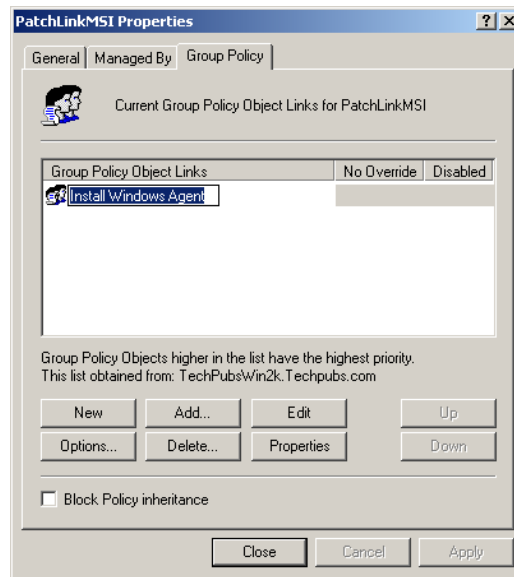 PatchLinkMSI Properties
General Managed By Group Policy
Current Group Policy Object Links for PatchLinkMSI
Group Policy Object Links No Override Disabled
Install Windows Agent
Group Policy Objects higher in the list have the highest priority.
This list obtained from: TechPubsWin2k.Techpubs.com
New Add... Edit Up
Options... Delete... Properties Down
Block Policy inheritance
Close Cancel Apply